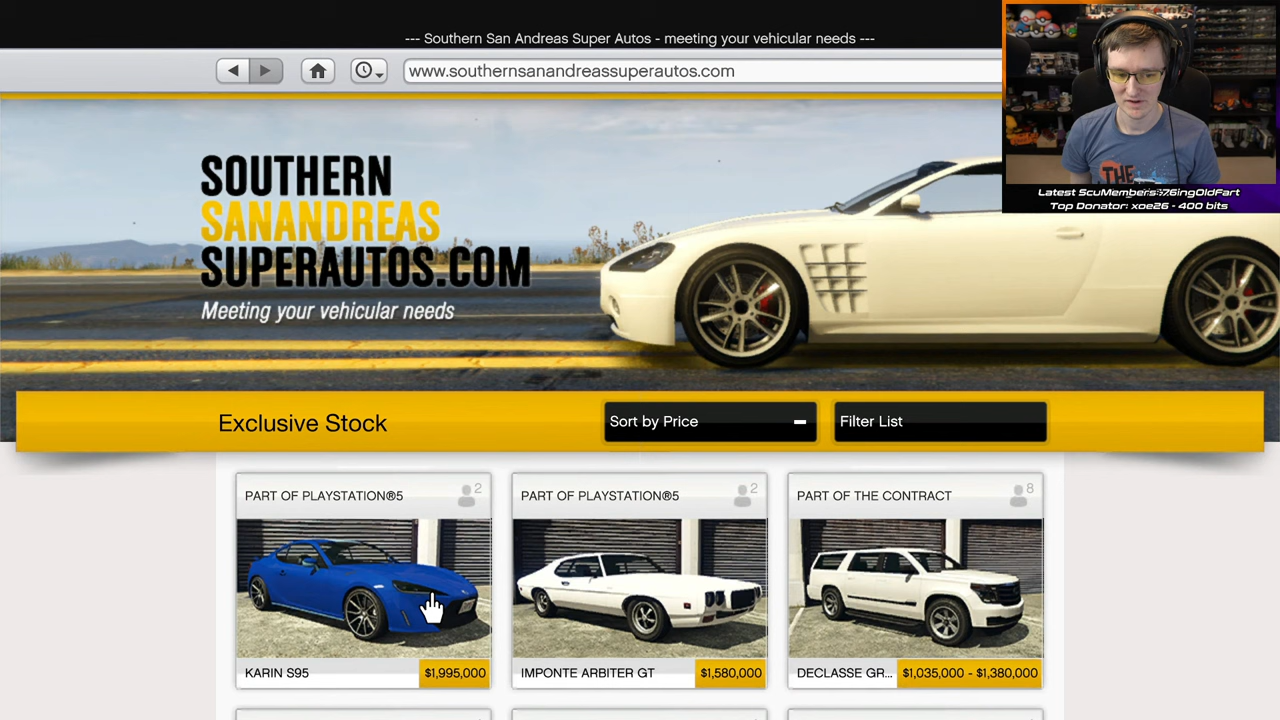 --- Southern San Andreas Super Autos - meeting your vehicular needs ---
www.southernsanandreassuperautos.com
SOUTHERN
SANANDREAS
SUPERAUTOS.COM
Meeting your vehicular needs
THE
Top Donator: xoe26 - 400 bits
Exclusive Stock
Sort by Price
Filter List
PART OF PLAYSTATION®5 2
PART OF PLAYSTATION®5 2
PART OF THE CONTRACT 8
KARIN S95 $1,995,000
IMPONTE ARBITER GT $1,580,000
DECLASSE GR... $1,035,000 - $1,380,000